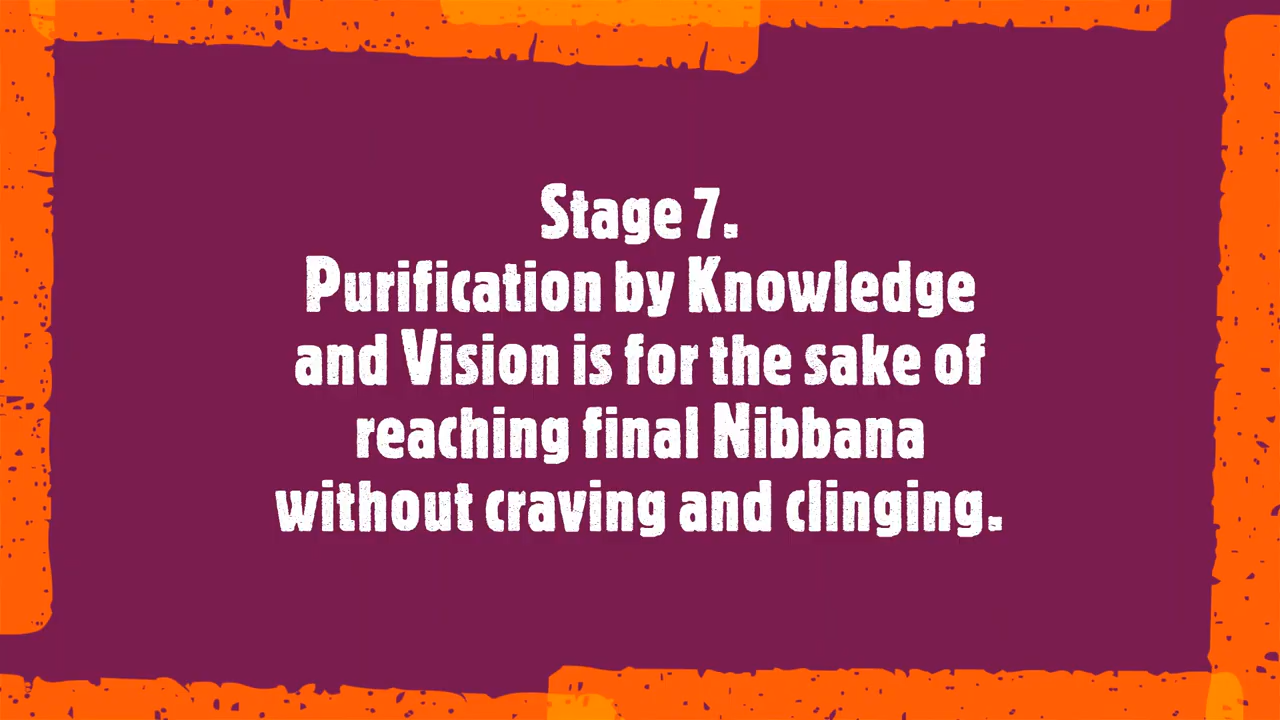 Stage 7.
Purification by Knowledge
and Vision is for the sake of
reaching final Nibbana
without craving and clinging.